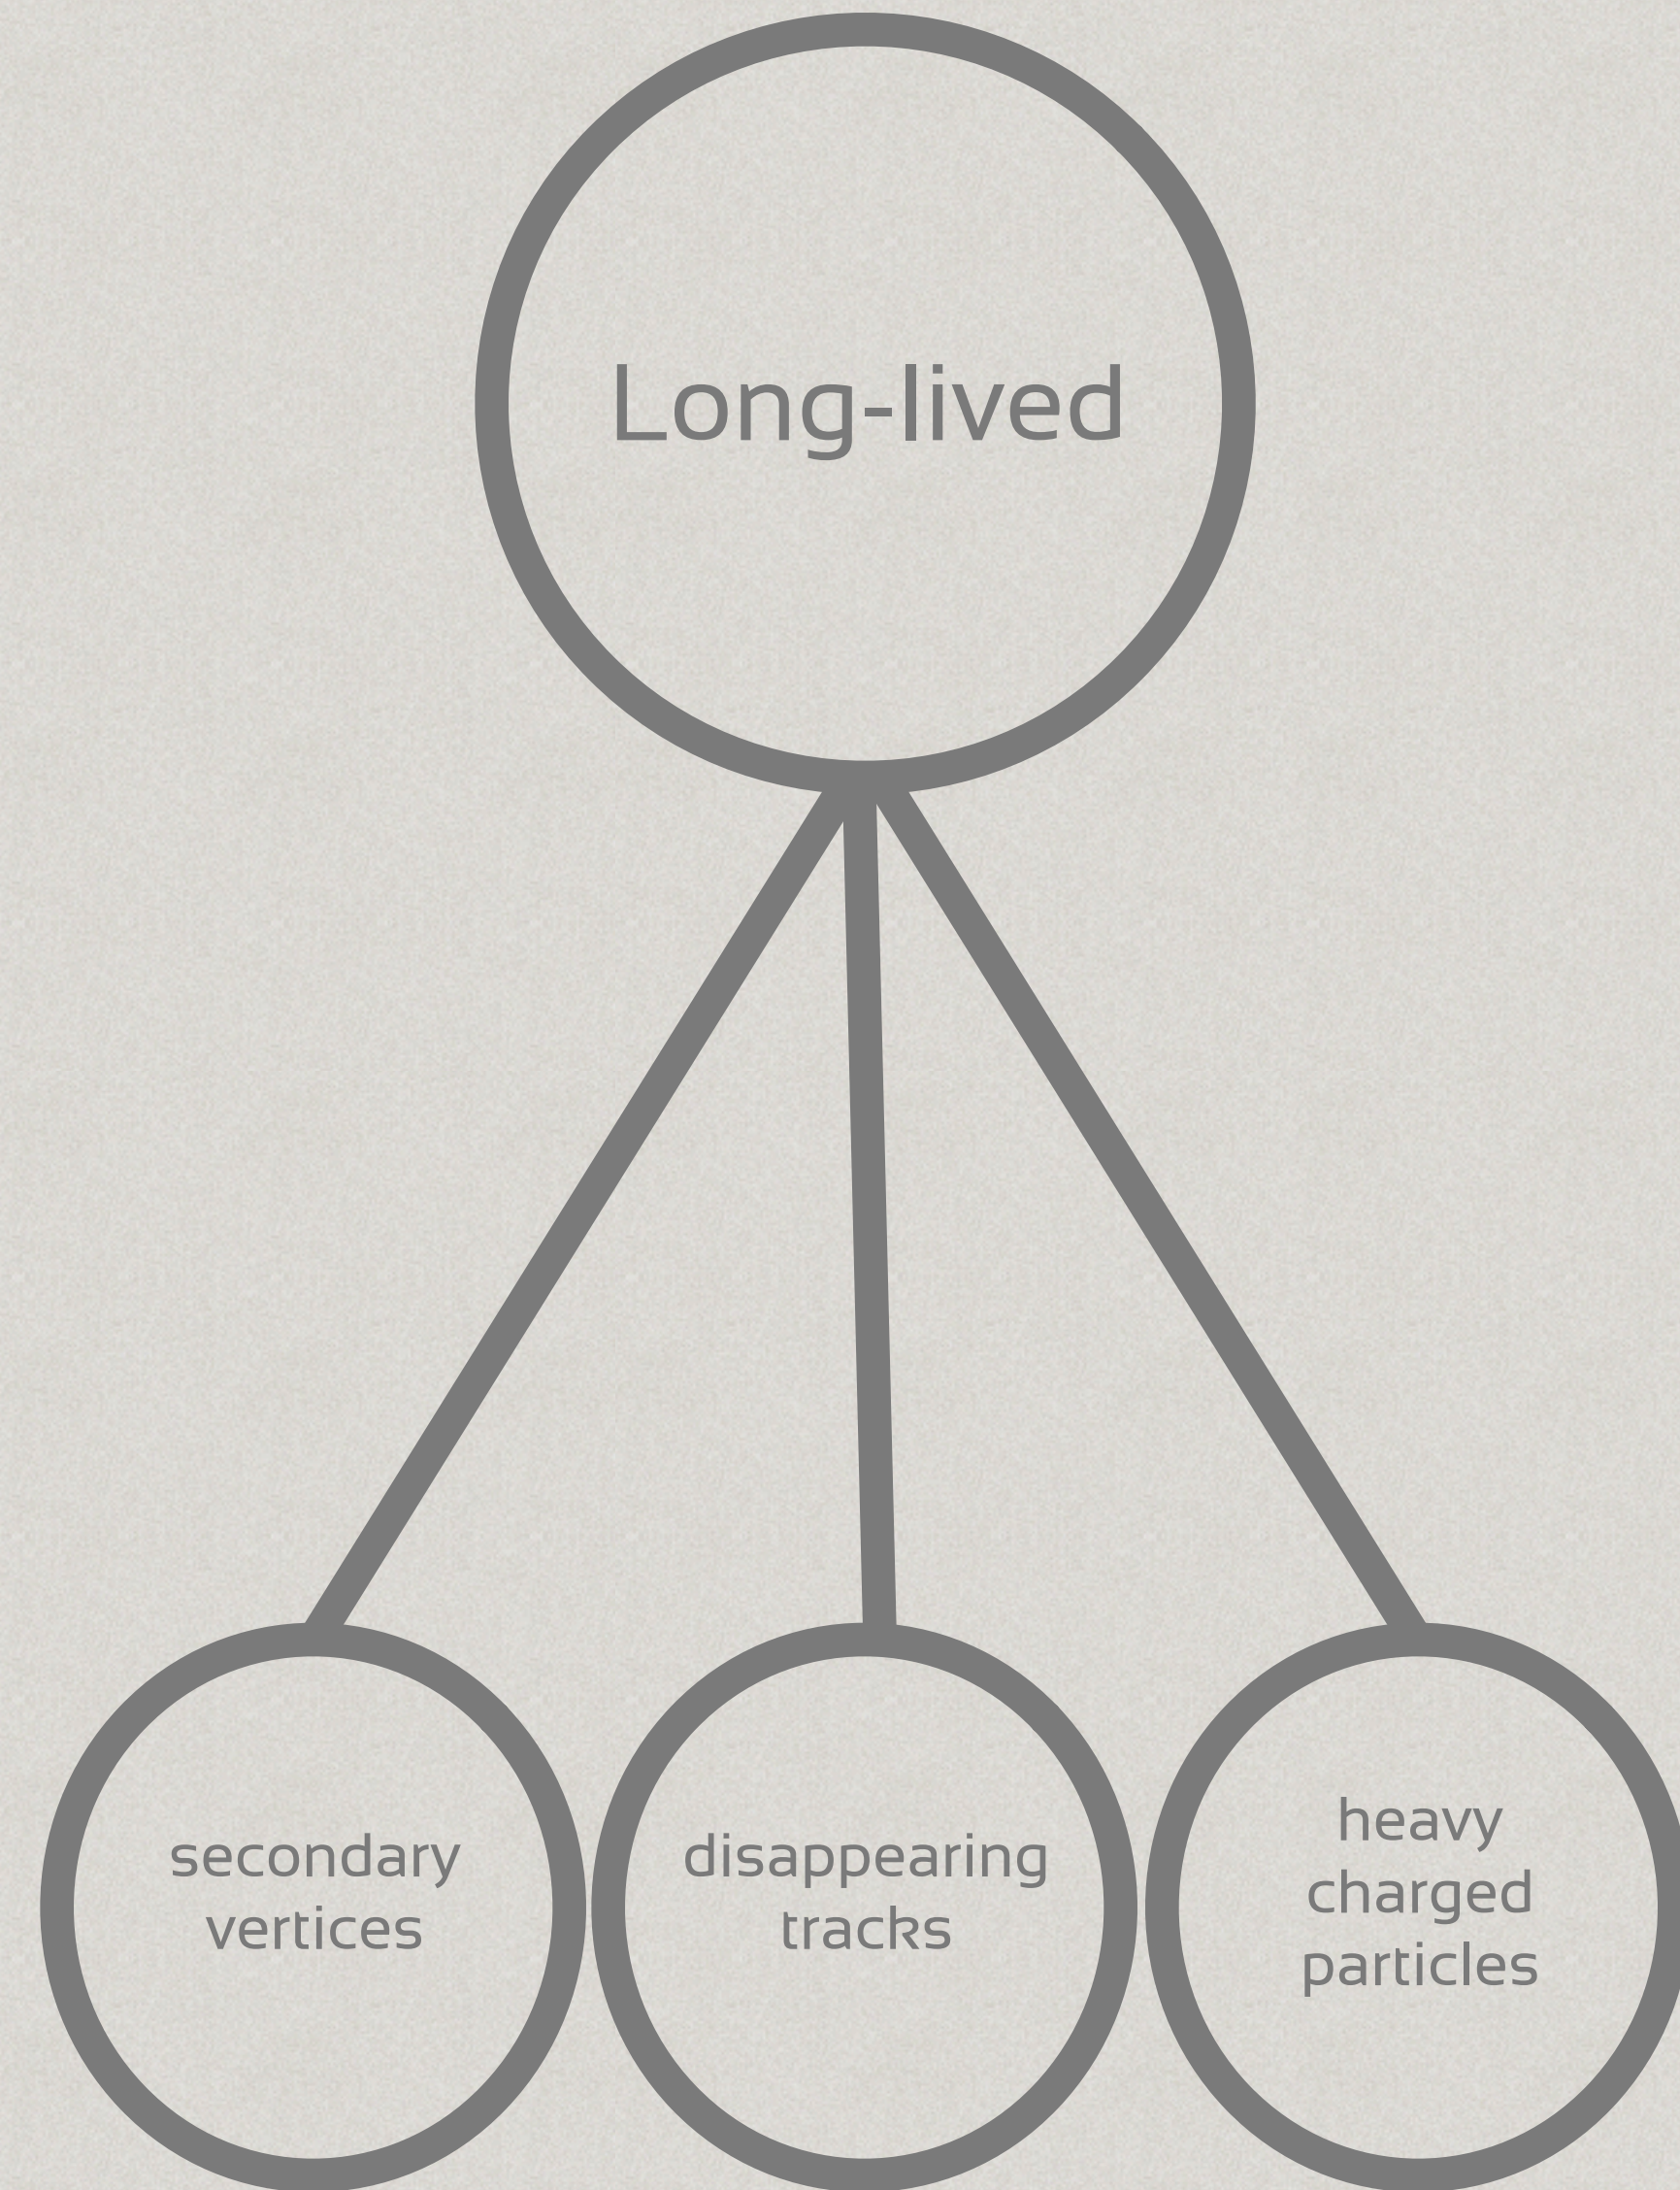 Long-lived
secondary
vertices
disappearing
tracks
heavy
charged
particles